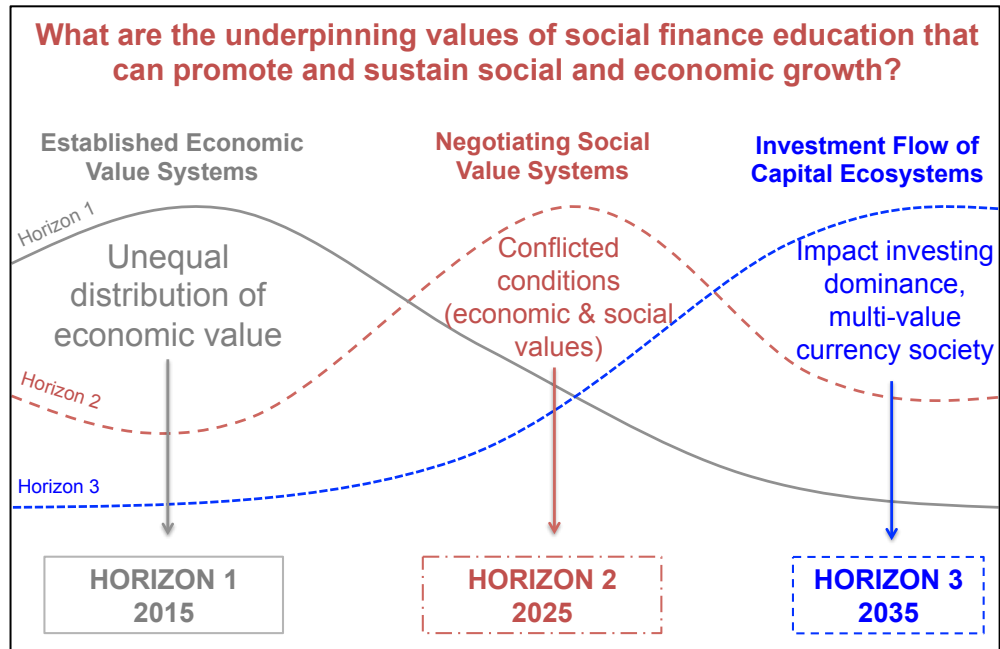 What are the underpinning values of social finance education that
can promote and sustain social and economic growth?
Established Economic
Value Systems
Negotiating Social
Value Systems
Investment Flow of
Capital Ecosystems
Horizon 1
Unequal
distribution of
economic value
Conflicted
conditions
(economic & social
values)
Impact investing
dominance,
multi-value
currency society
Horizon 2
Horizon 3
HORIZON 1
2015
HORIZON 2
2025
HORIZON 3
2035